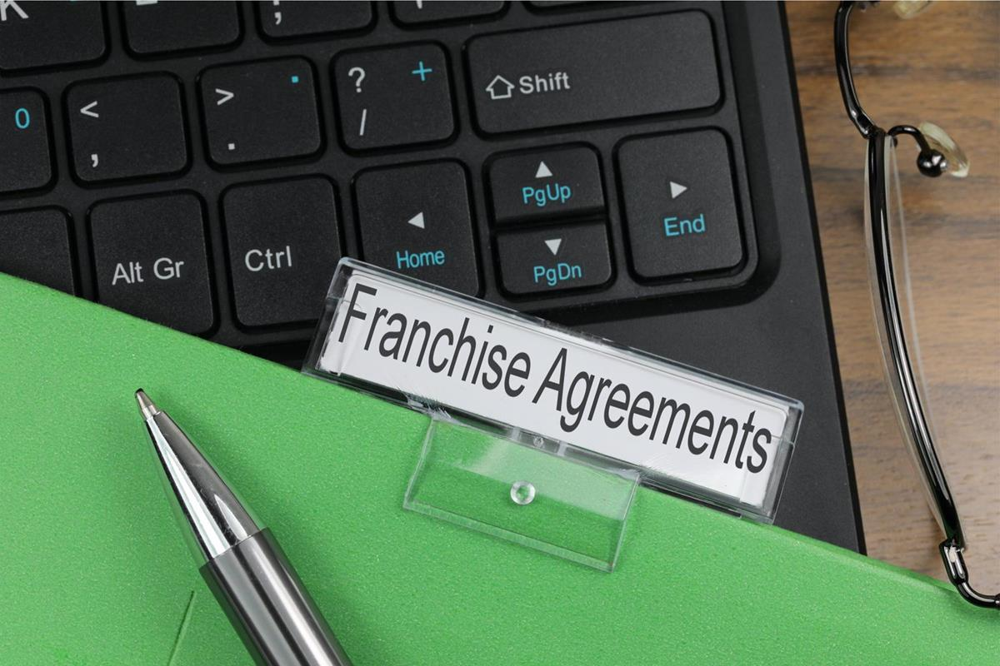 K
;
0
<
,
>
.
?
+
/
Shift
Alt Gr
Ctrl
Home
PgUp
PgDn
End
Franchise Agreements